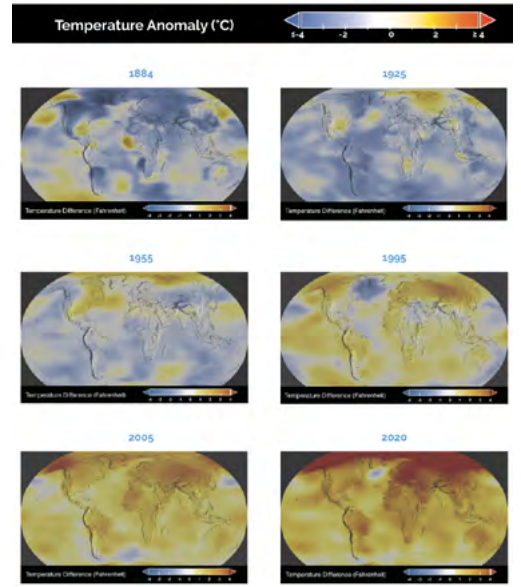 Temperature Anomaly (°C)
≤-4 -2 0 2 ≥4
1884
1925
Temperature Difference (Fahrenheit)
Temperature Difference (Fahrenheit)
1955
1995
Temperature Difference (Fahrenheit)
Temperature Difference (Fahrenheit)
2005
2020
Temperature Difference (Fahrenheit)
Temperature Difference (Fahrenheit)